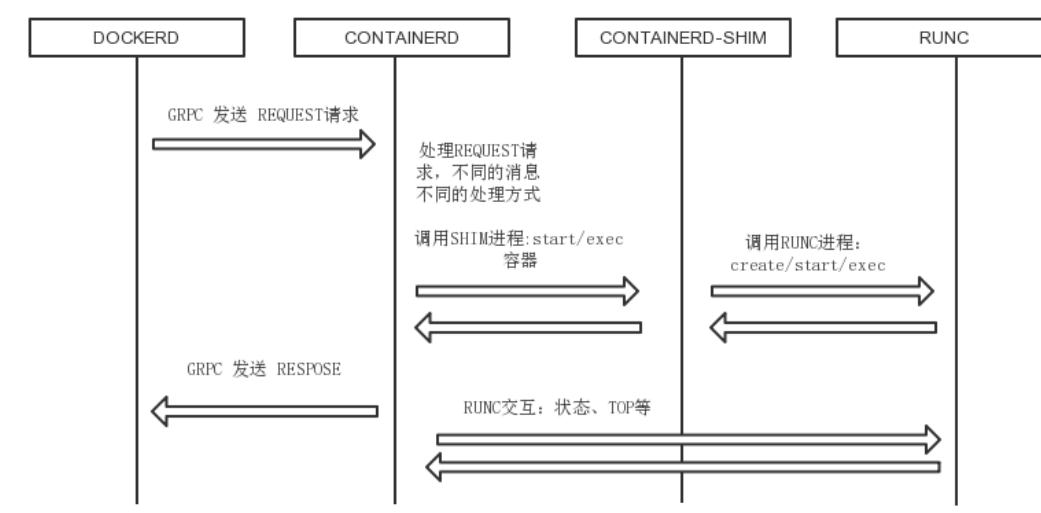 DOCKERD
CONTAINERD
CONTAINERD-SHIM
RUNC
GRPC 发送 REQUEST请求
处理REQUEST请
求，不同的消息
不同的处理方式
调用SHIM进程:start/exec
容器
调用RUNC进程：
create/start/exec
GRPC 发送 RESPOSE
RUNC交互：状态、TOP等